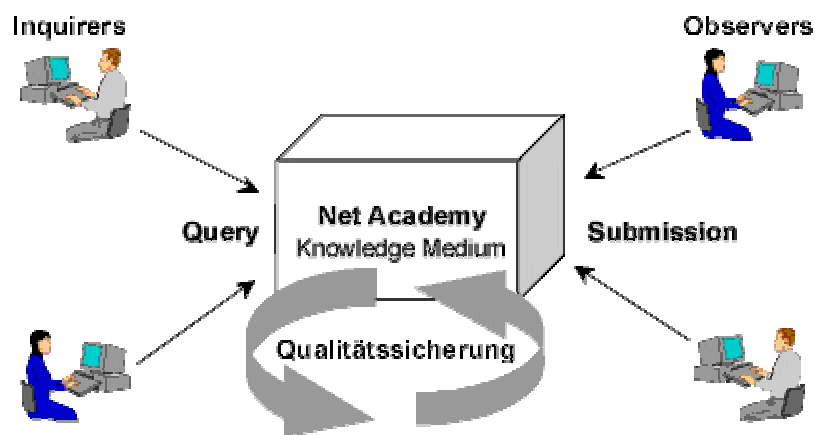 Inquirers
Observers
Net Academy
Knowledge Medium
Query
Submission
Qualitätssicherung